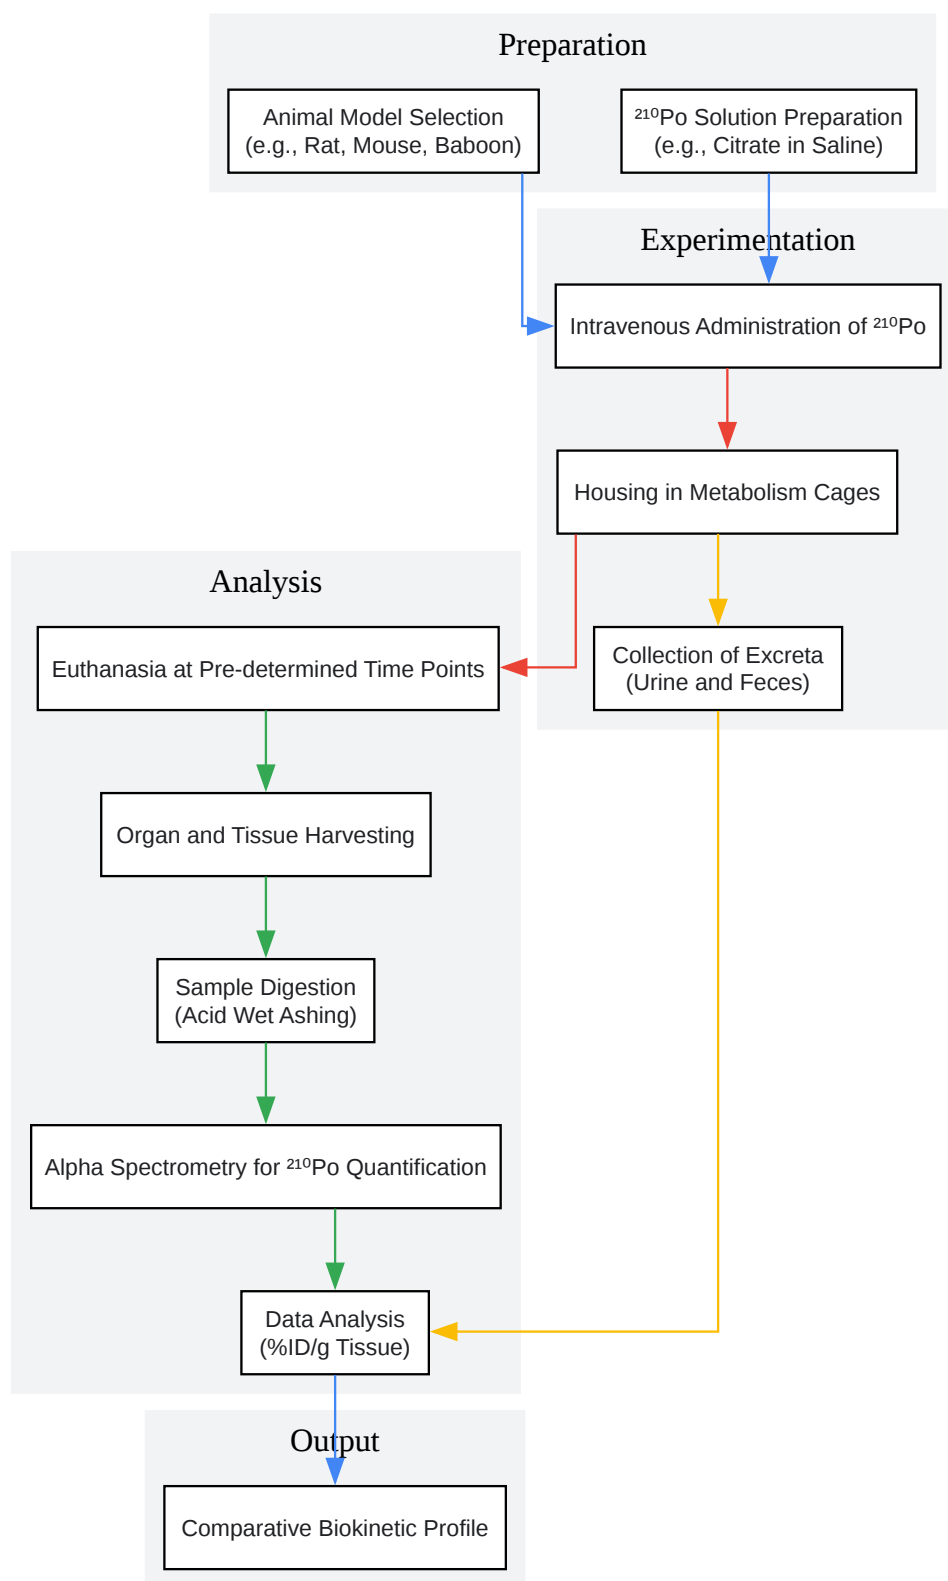 Preparation
Animal Model Selection
(e.g., Rat, Mouse, Baboon)
²¹⁰Po Solution Preparation
(e.g., Citrate in Saline)
Experimentation
Intravenous Administration of ²¹⁰Po
Housing in Metabolism Cages
Collection of Excreta
(Urine and Feces)
Analysis
Euthanasia at Pre-determined Time Points
Organ and Tissue Harvesting
Sample Digestion
(Acid Wet Ashing)
Alpha Spectrometry for ²¹⁰Po Quantification
Data Analysis
(%ID/g Tissue)
Output
Comparative Biokinetic Profile